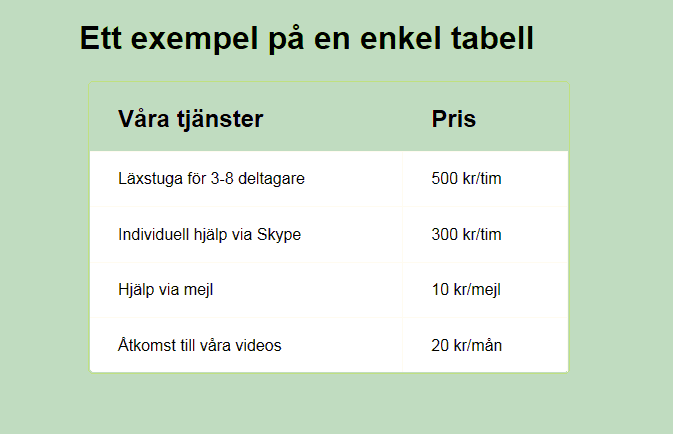 Ett exempel på en enkel tabell
Våra tjänster Pris
Läxstuga för 3-8 deltagare 500 kr/tim
Individuell hjälp via Skype 300 kr/tim
Hjälp via mejl 10 kr/mejl
Åtkomst till våra videos 20 kr/mån